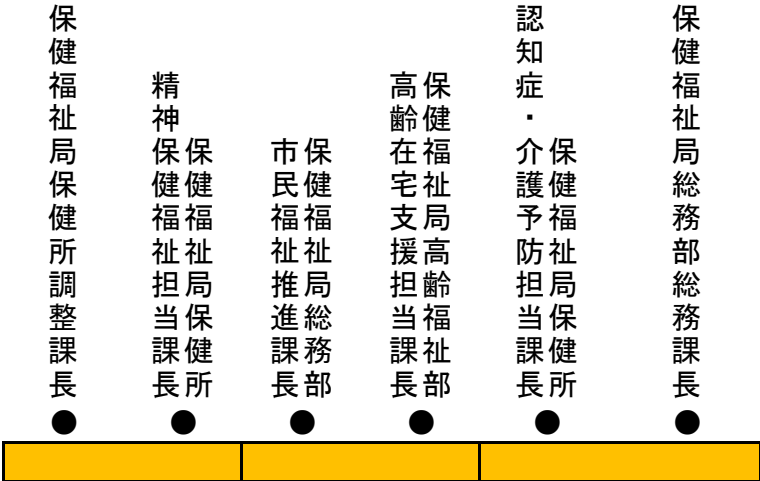 保健福祉局総務部総務課長
●
保健福祉局保健所
認知症・介護予防担当課長
●
保健福祉局高齢福祉部
高齢在宅支援担当課長
●
保健福祉局総務部
市民福祉推進課長
●
保健福祉局保健所
精神保健福祉担当課長
●
保健福祉局保健所調整課長
●